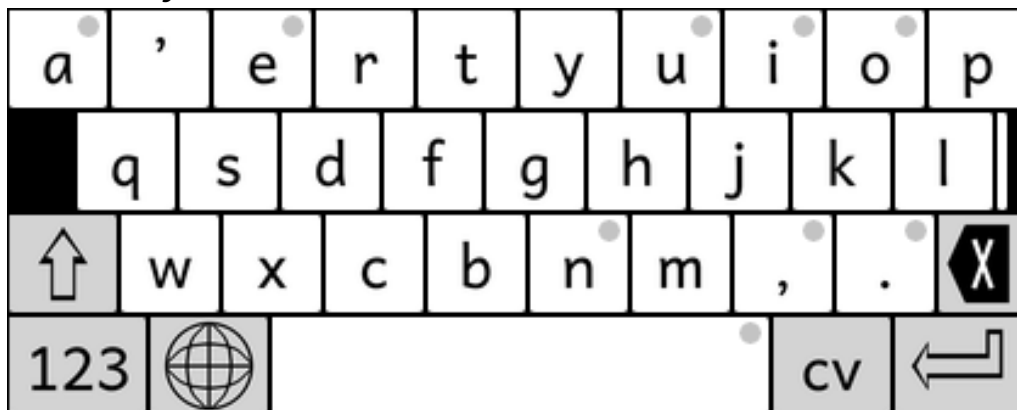 a ’ e r t y u i o p
q s d f g h j k l
w x c b n m , .
123 cv